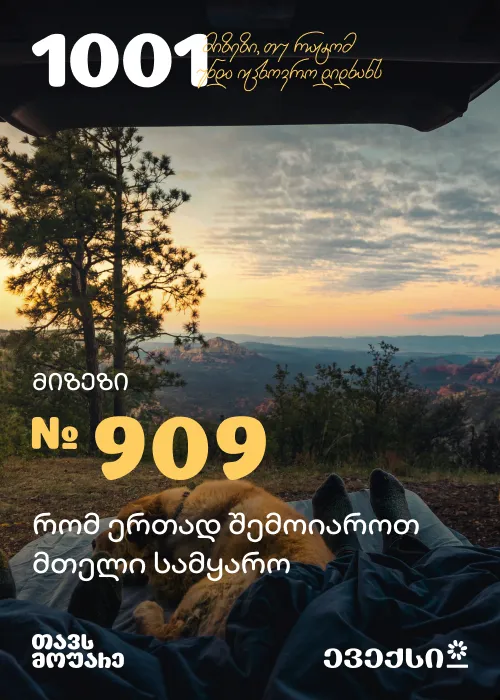 1001 მიზეზი, თუ რატომ
უნდა იცხოვრო დიდხანს
მიზეზი
№ 909
რომ ერთად შემოიაროთ
მთელი სამყარო
თავს
მოუარე
ევექსი